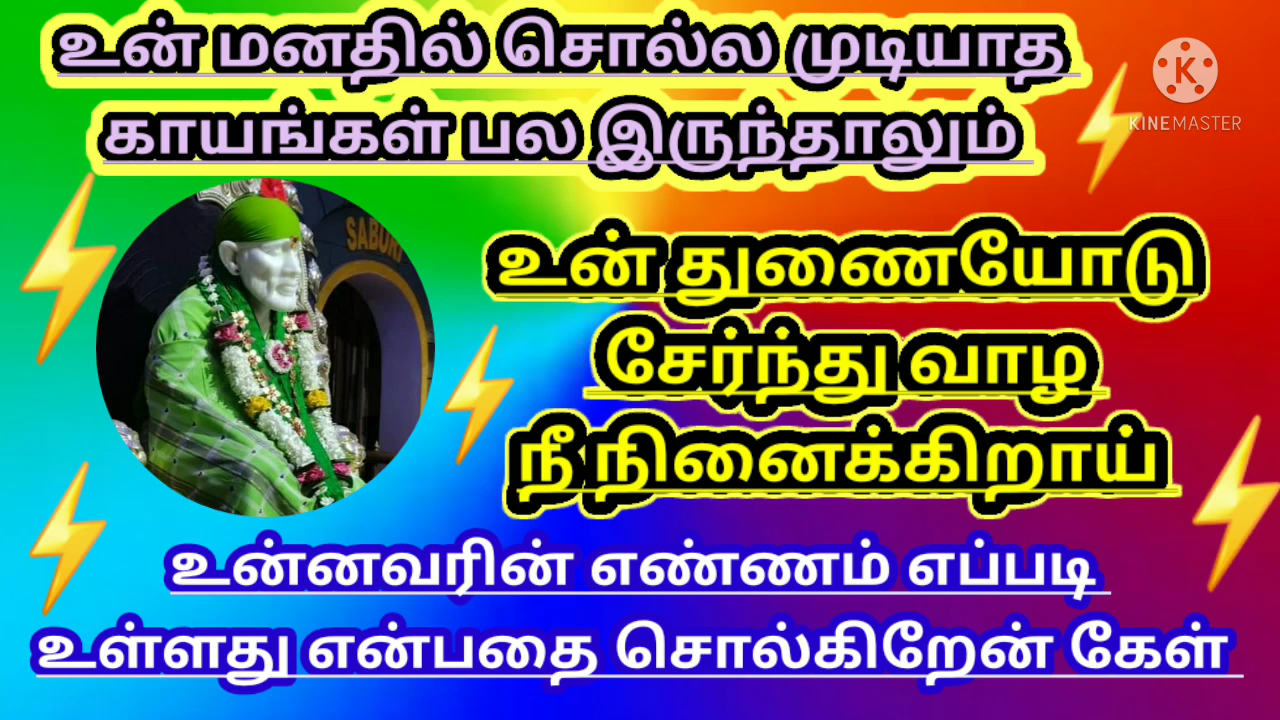 உன் மனதில் சொல்ல முடியாத
காயங்கள் பல இருந்தாலும்
KINEMASTER
SABURI
உன் துணையோடு
சேர்ந்து வாழ
நீ நினைக்கிறாய்
உன்னவரின் எண்ணம் எப்படி
உள்ளது என்பதை சொல்கிறேன் கேள்